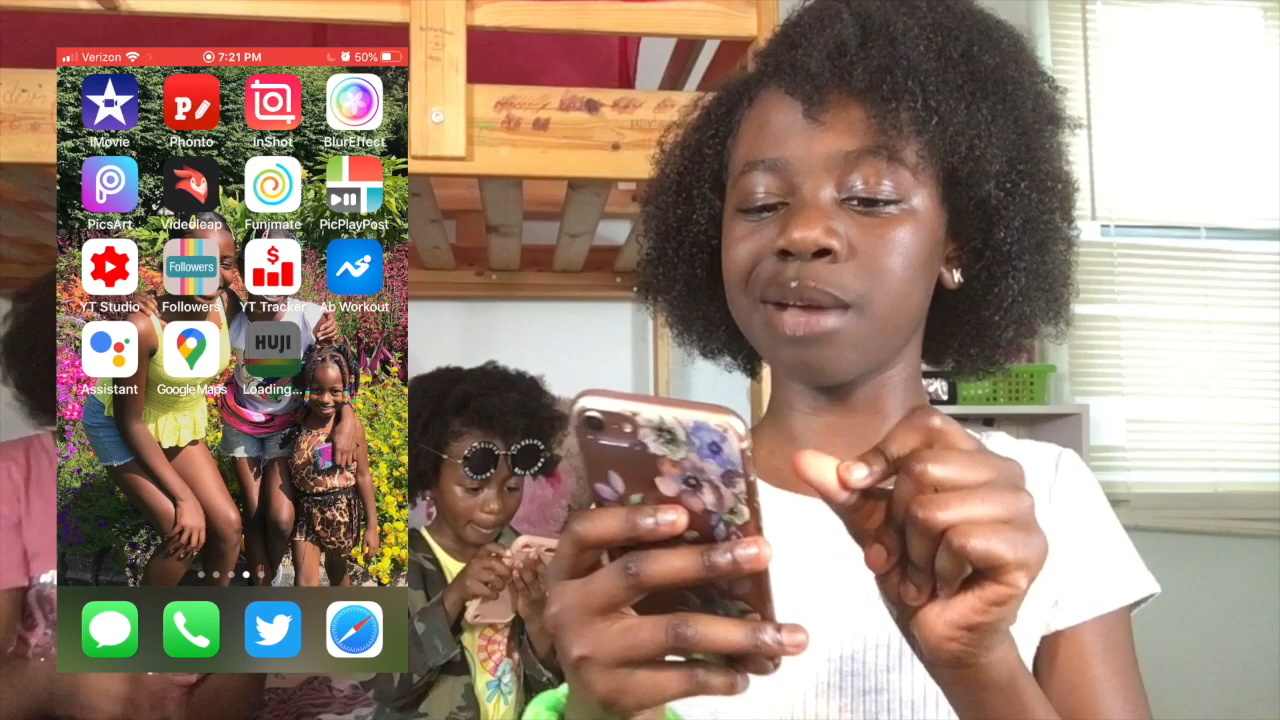 Verizon 7:21 PM 50%
iMovie Phonto InShot BlurEffect
PicsArt Videoleap Funimate PicPlayPost
Followers
$
YT Studio Followers YT Tracker Ab Workout
HUJI
Assistant Google Maps Loading...
K